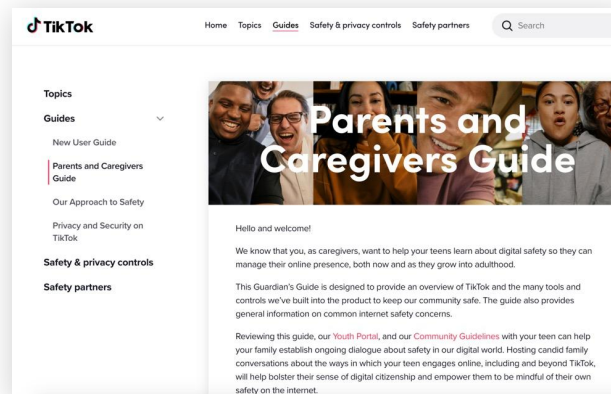 TikTok
Home Topics Guides Safety & privacy controls Safety partners Search
Topics
Guides
New User Guide
Parents and Caregivers
Guide
Our Approach to Safety
Privacy and Security on
TikTok
Safety & privacy controls
Safety partners
Parents and
Caregivers Guide
Hello and welcome!
We know that you, as caregivers, want to help your teens learn about digital safety so they can
manage their online presence, both now and as they grow into adulthood.
This Guardian's Guide is designed to provide an overview of TikTok and the many tools and
controls we've built into the product to keep our community safe. The guide also provides
general information on common internet safety concerns.
Reviewing this guide, our Youth Portal, and our Community Guidelines with your teen can help
your family establish ongoing dialogue about safety in our digital world. Hosting candid family
conversations about the ways in which your teen engages online, including and beyond TikTok,
will help bolster their sense of digital citizenship and empower them to be mindful of their own
safety on the internet.